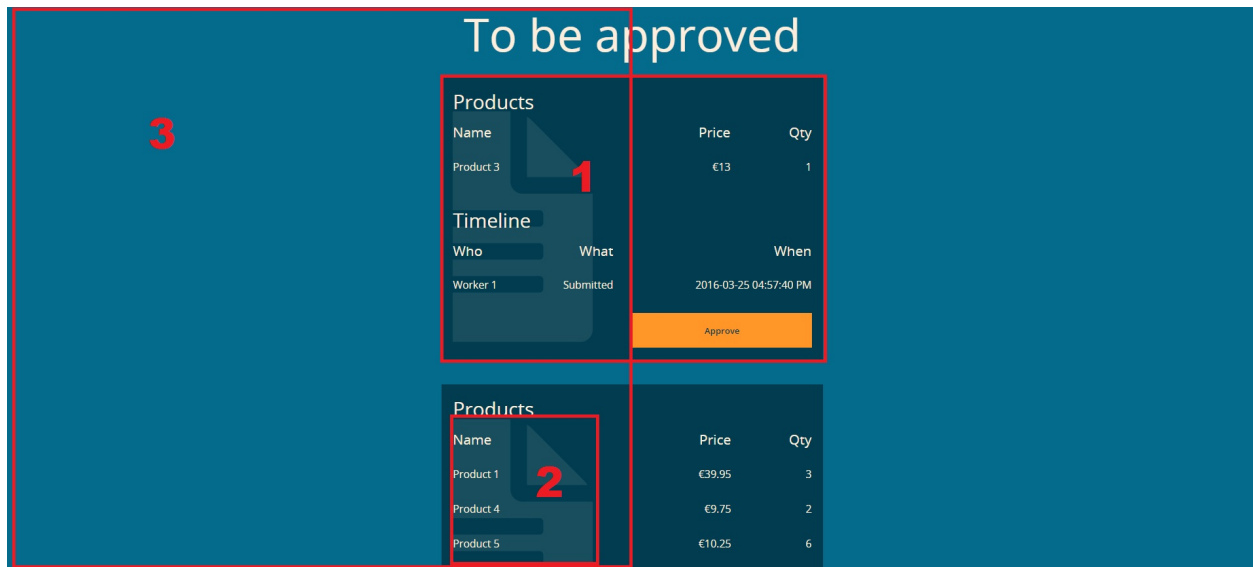 To be approved
Products
Name Price Qty
3
Product 3 €13 1
1
Timeline
Who What When
Worker 1 Submitted 2016-03-25 04:57:40 PM
Approve
Products
Name Price Qty
Product 1 €39.95 3
2
Product 4 €9.75 2
Product 5 €10.25 6